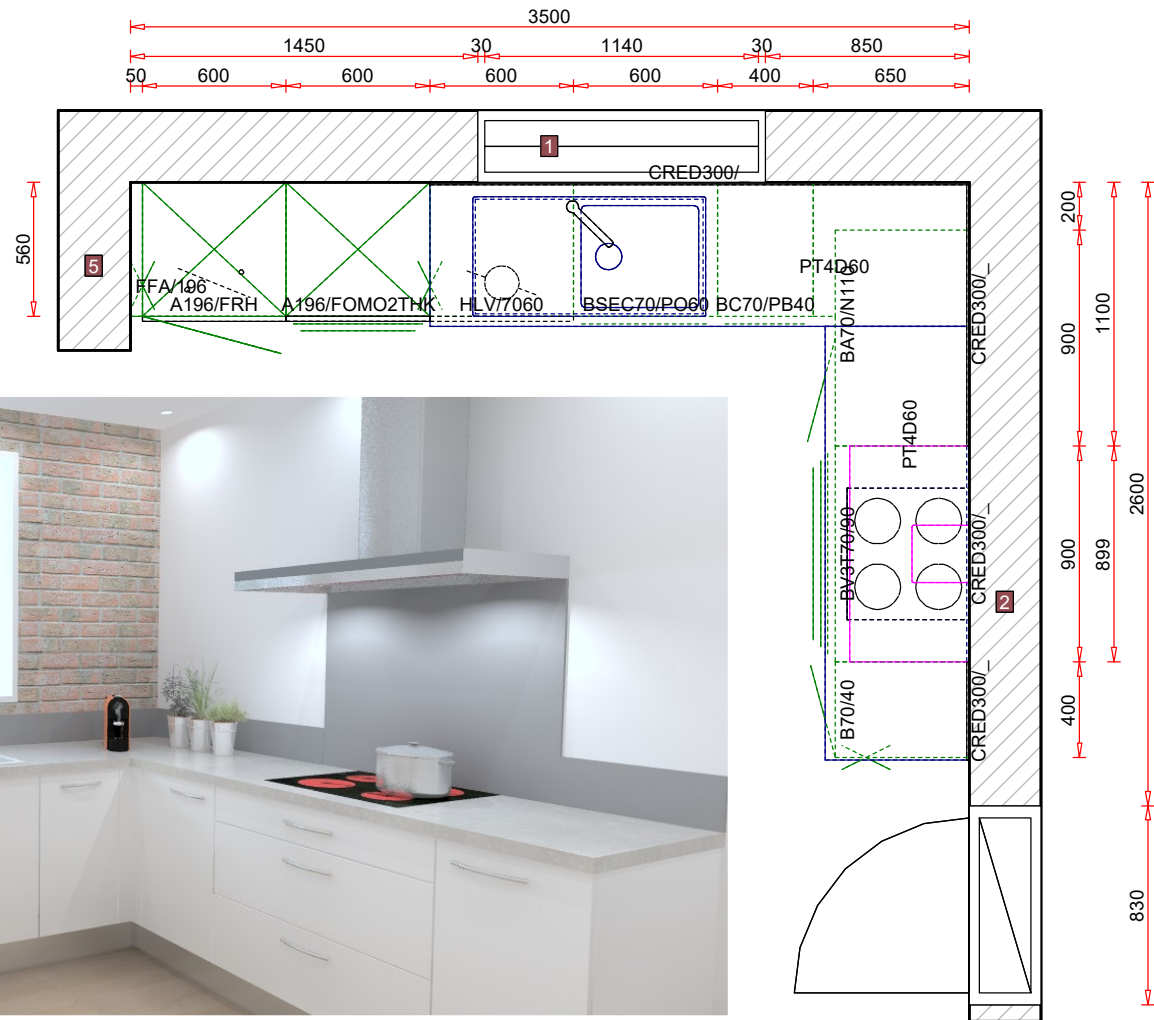 3500
1450 30 1140 30 850
50 600 600 600 600 400 650
1
CRED300/_
560
5
FFA/196
A196/FRH A196/FOMO2THK HLV/7060 BSEC70/PO60 BC70/PB40
PT4D60
BA70/N110
CRED300/_
200
900
1100
2600
PT4D60
BV3T70/90
CRED300/_
2
900
899
B70/40
CRED300/_
400
830